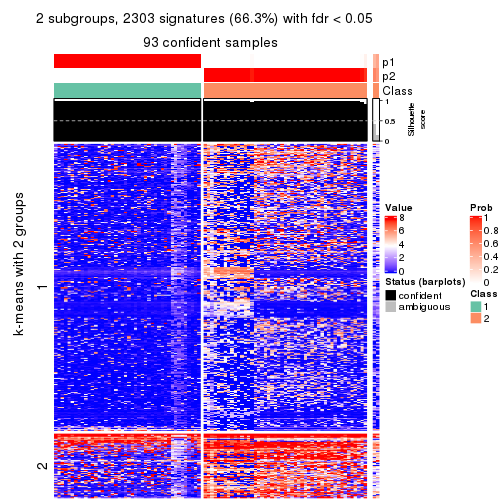 2 subgroups, 2303 signatures (66.3%) with fdr < 0.05
93 confident samples
p1
p2
Class
1
0.5
0
Silhouette
score
k-means with 2 groups
1
2
Value
8
6
4
2
0
Status (barplots)
confident
ambiguous
Prob
1
0.8
0.6
0.4
0.2
0
Class
1
2